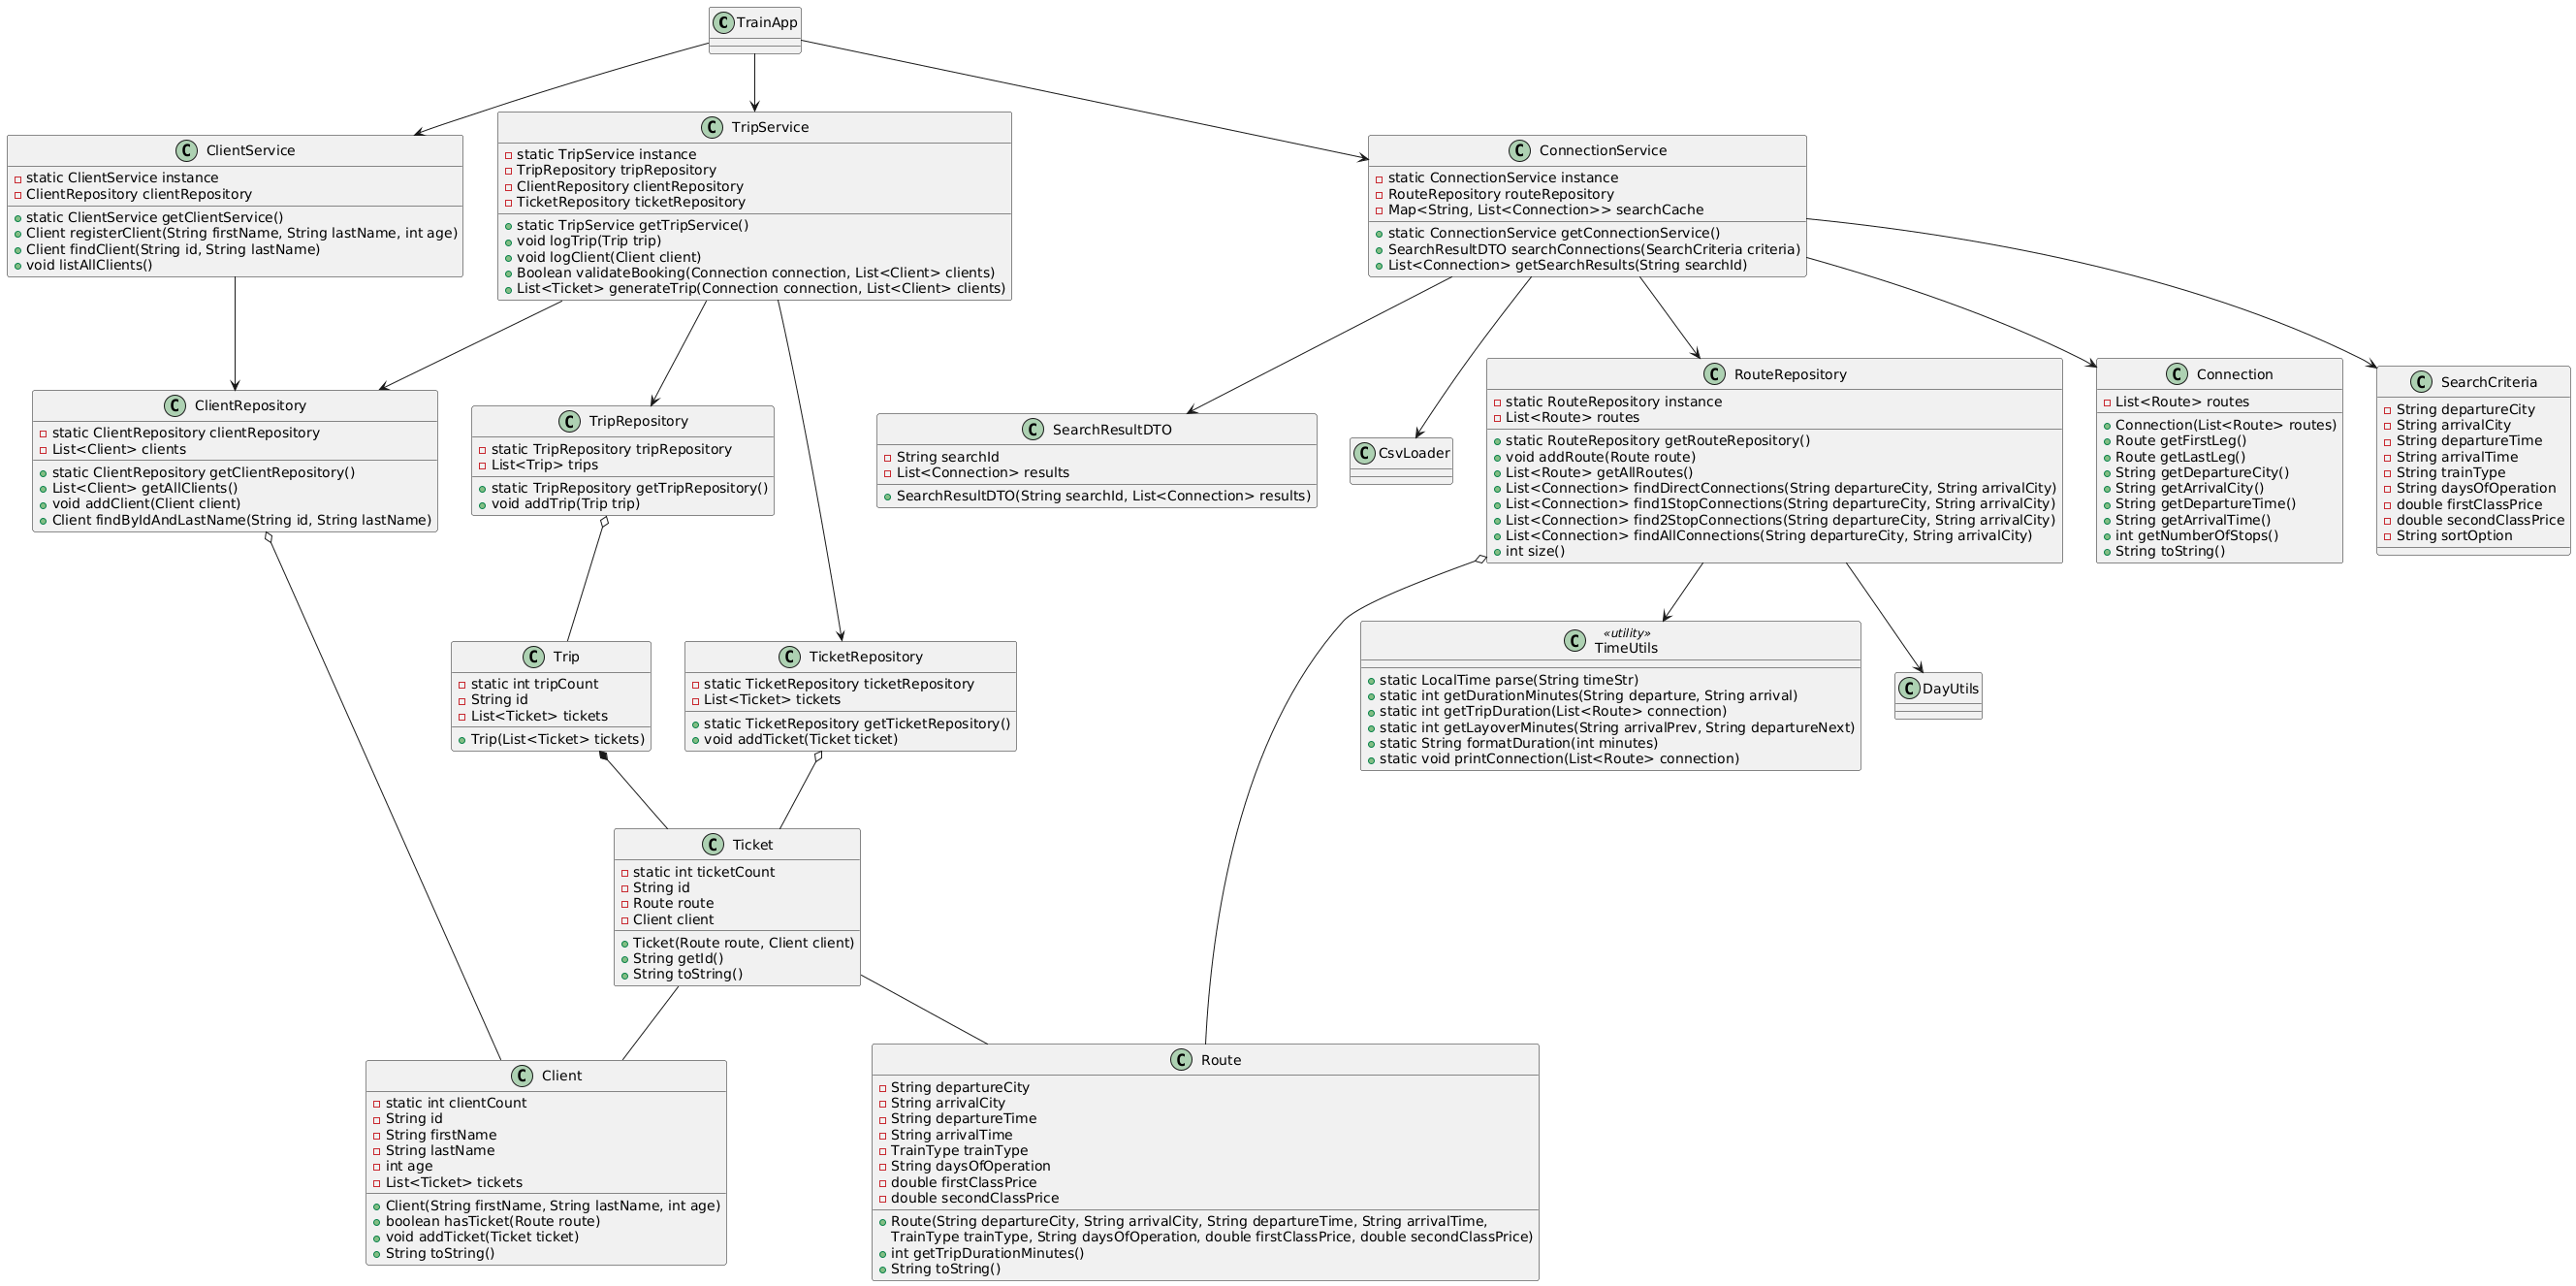 C TrainApp
C ClientService
static ClientService instance
ClientRepository clientRepository
static ClientService getClientService()
Client registerClient(String firstName, String lastName, int age)
Client findClient(String id, String lastName)
void listAllClients()
C TripService
static TripService instance
TripRepository tripRepository
ClientRepository clientRepository
TicketRepository ticketRepository
static TripService getTripService()
void logTrip(Trip trip)
void logClient(Client client)
Boolean validateBooking(Connection connection, List<Client> clients)
List<Ticket> generateTrip(Connection connection, List<Client> clients)
C ConnectionService
static ConnectionService instance
RouteRepository routeRepository
Map<String, List<Connection>> searchCache
static ConnectionService getConnectionService()
SearchResultDTO searchConnections(SearchCriteria criteria)
List<Connection> getSearchResults(String searchId)
C ClientRepository
static ClientRepository clientRepository
List<Client> clients
static ClientRepository getClientRepository()
List<Client> getAllClients()
void addClient(Client client)
Client findByIdAndLastName(String id, String lastName)
C TripRepository
static TripRepository tripRepository
List<Trip> trips
static TripRepository getTripRepository()
void addTrip(Trip trip)
C SearchResultDTO
String searchId
List<Connection> results
SearchResultDTO(String searchId, List<Connection> results)
C CsvLoader
C RouteRepository
static RouteRepository instance
List<Route> routes
static RouteRepository getRouteRepository()
void addRoute(Route route)
List<Route> getAllRoutes()
List<Connection> findDirectConnections(String departureCity, String arrivalCity)
List<Connection> find1StopConnections(String departureCity, String arrivalCity)
List<Connection> find2StopConnections(String departureCity, String arrivalCity)
List<Connection> findAllConnections(String departureCity, String arrivalCity)
int size()
C Connection
List<Route> routes
Connection(List<Route> routes)
Route getFirstLeg()
Route getLastLeg()
String getDepartureCity()
String getArrivalCity()
String getDepartureTime()
String getArrivalTime()
int getNumberOfStops()
String toString()
C SearchCriteria
String departureCity
String arrivalCity
String departureTime
String arrivalTime
String trainType
String daysOfOperation
double firstClassPrice
double secondClassPrice
String sortOption
C Trip
static int tripCount
String id
List<Ticket> tickets
Trip(List<Ticket> tickets)
C TicketRepository
static TicketRepository ticketRepository
List<Ticket> tickets
static TicketRepository getTicketRepository()
void addTicket(Ticket ticket)
C «utility»
TimeUtils
static LocalTime parse(String timeStr)
static int getDurationMinutes(String departure, String arrival)
static int getTripDuration(List<Route> connection)
static int getLayoverMinutes(String arrivalPrev, String departureNext)
static String formatDuration(int minutes)
static void printConnection(List<Route> connection)
C DayUtils
C Ticket
static int ticketCount
String id
Route route
Client client
Ticket(Route route, Client client)
String getId()
String toString()
C Client
static int clientCount
String id
String firstName
String lastName
int age
List<Ticket> tickets
Client(String firstName, String lastName, int age)
boolean hasTicket(Route route)
void addTicket(Ticket ticket)
String toString()
C Route
String departureCity
String arrivalCity
String departureTime
String arrivalTime
TrainType trainType
String daysOfOperation
double firstClassPrice
double secondClassPrice
Route(String departureCity, String arrivalCity, String departureTime, String arrivalTime,
TrainType trainType, String daysOfOperation, double firstClassPrice, double secondClassPrice)
int getTripDurationMinutes()
String toString()